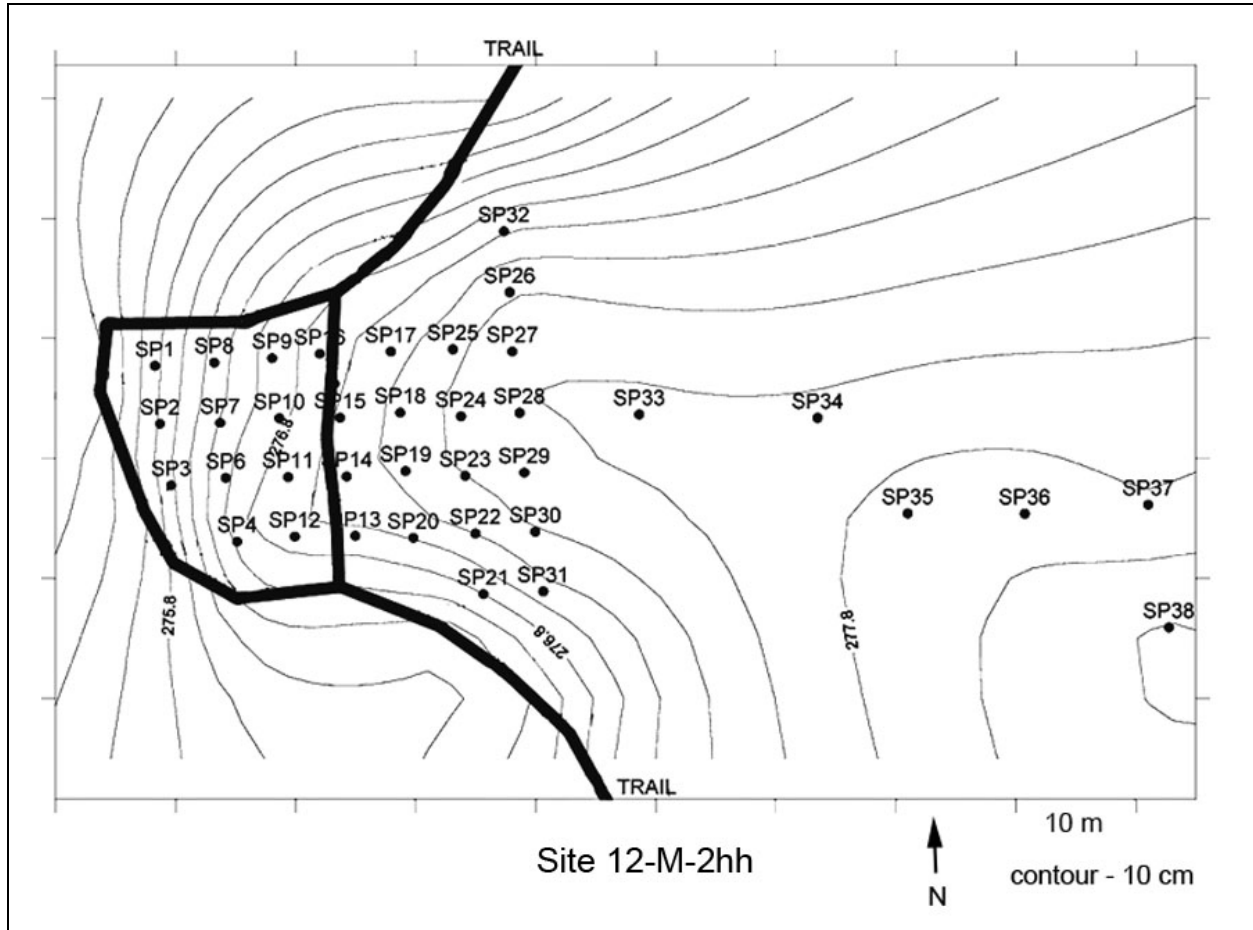 TRAIL
SP32
SP26
SP1 SP8 SP9 SP16 SP17 SP25 SP27
SP2 SP7 SP10 SP15 SP18 SP24 SP28 SP33 SP34
276.8
SP3 SP6 SP11 SP14 SP19 SP23 SP29
SP35 SP36 SP37
SP4 SP12 SP13 SP20 SP22 SP30
SP21 SP31
275.8 276.8 277.8 SP38
TRAIL
10 m
Site 12-M-2hh
contour - 10 cm
N